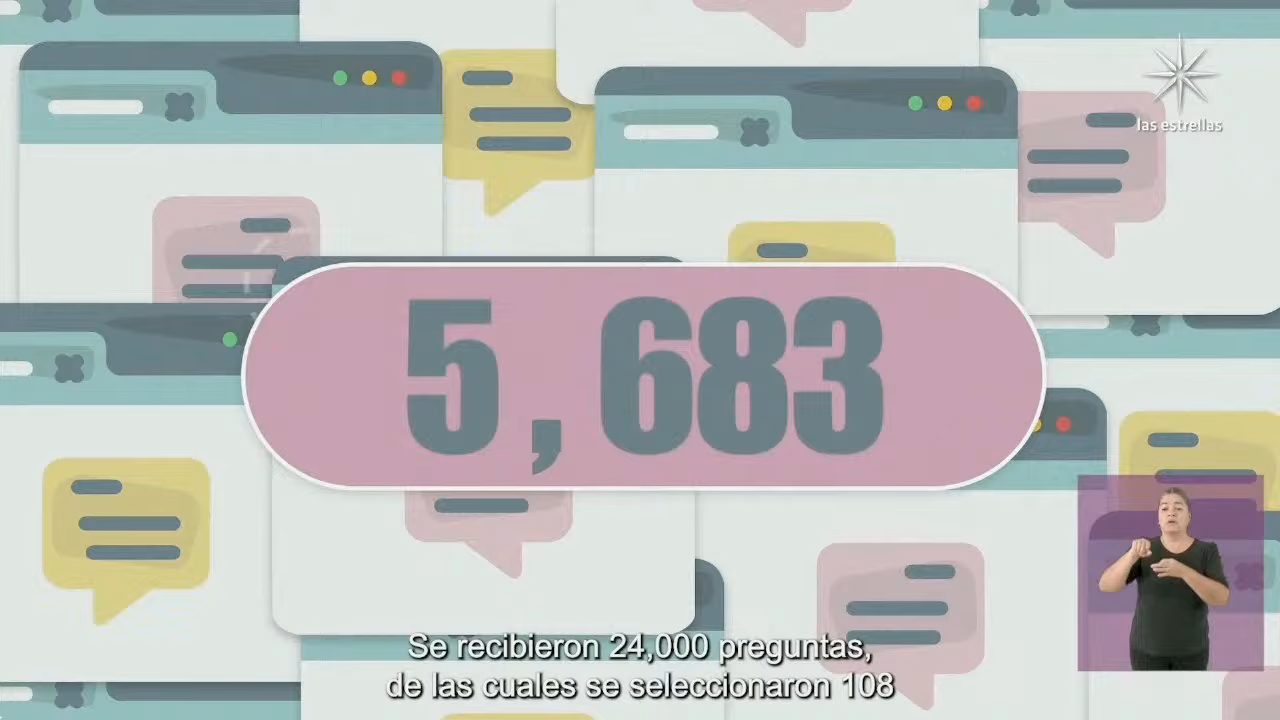 las estrellas
5,683
Se recibieron 24,000 preguntas,
de las cuales se seleccionaron 108